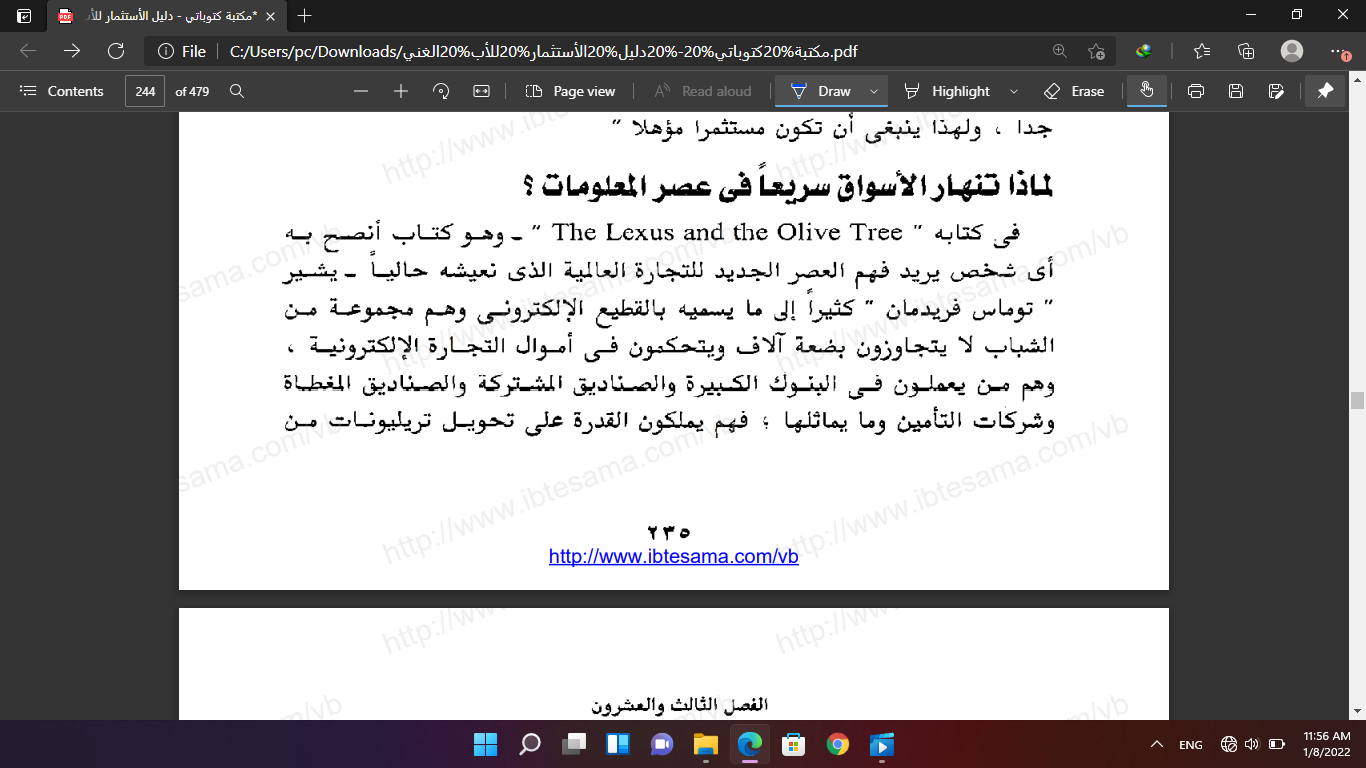 *مكتبة كتوباتي - دليل الأستثمار للأر
File
C:/Users/pc/Downloads/مكتبة%20كتوباتي%20-%20دليل%20الأستثمار%20للأب%20الغني.pdf
1
Contents
244
of 479
Page view
Read aloud
Draw
Highlight
Erase
جدا ، ولهذا ينبغى أن تكون مستثمرا مؤهلا "
لماذا تنهار الأسواق سريعاً فى عصر المعلومات ؟
فى كتابه " The Lexus and the Olive Tree " ـ وهو كتاب أنصح به
أى شخص يريد فهم العصر الجديد للتجارة العالمية الذى نعيشه حالياً ـ يشير
" توماس فريدمان " كثيراً إلى ما يسميه بالقطيع الإلكترونى وهم مجموعة من
الشباب لا يتجاوزون بضعة آلاف ويتحكمون فى أموال التجارة الإلكترونية ،
وهم من يعملون فى البنوك الكبيرة والصناديق المشتركة والصناديق المغطاة
وشركات التأمين وما يماثلها ؛ فهم يملكون القدرة على تحويل تريليونات من
٢٣٥
http://www.ibtesama.com/vb
http://www.ibtesama.com/vb
الفصل الثالث والعشرون
ENG
11:56 AM
1/8/2022